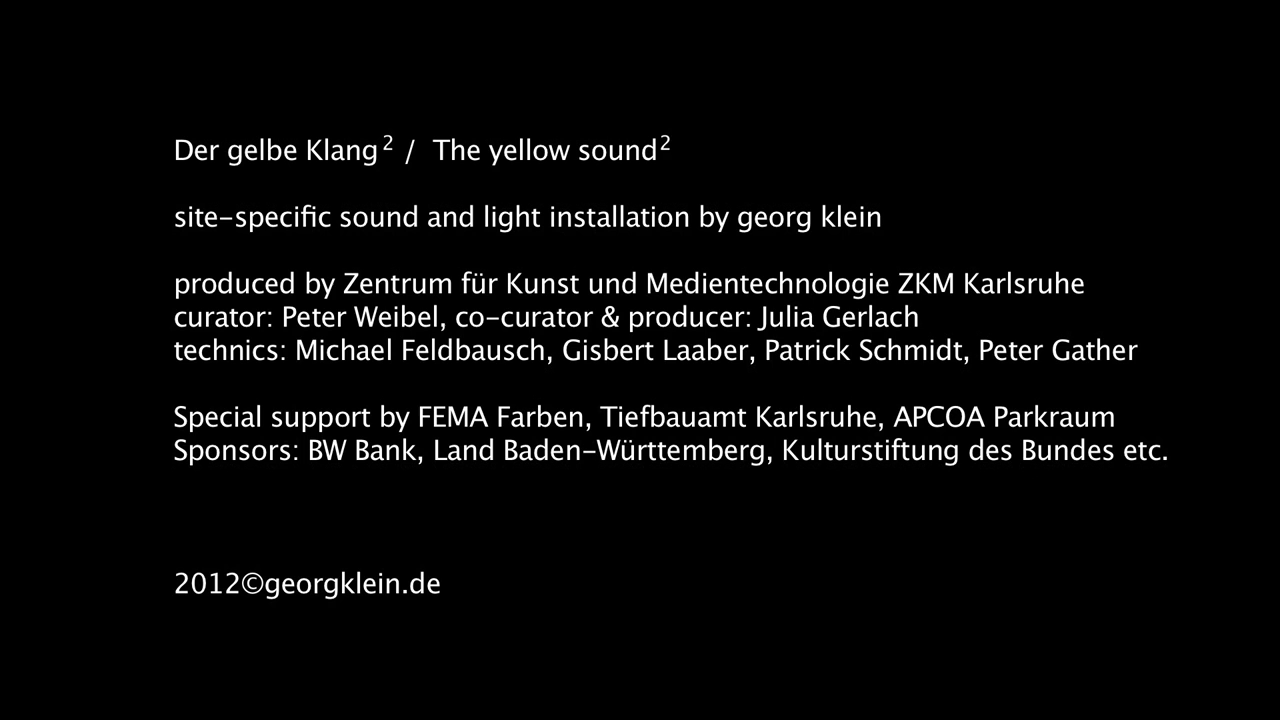 Der gelbe Klang² / The yellow sound²
site-specific sound and light installation by georg klein
produced by Zentrum für Kunst und Medientechnologie ZKM Karlsruhe
curator: Peter Weibel, co-curator & producer: Julia Gerlach
technics: Michael Feldbausch, Gisbert Laaber, Patrick Schmidt, Peter Gather
Special support by FEMA Farben, Tiefbauamt Karlsruhe, APCOA Parkraum
Sponsors: BW Bank, Land Baden-Württemberg, Kulturstiftung des Bundes etc.
2012©georgklein.de